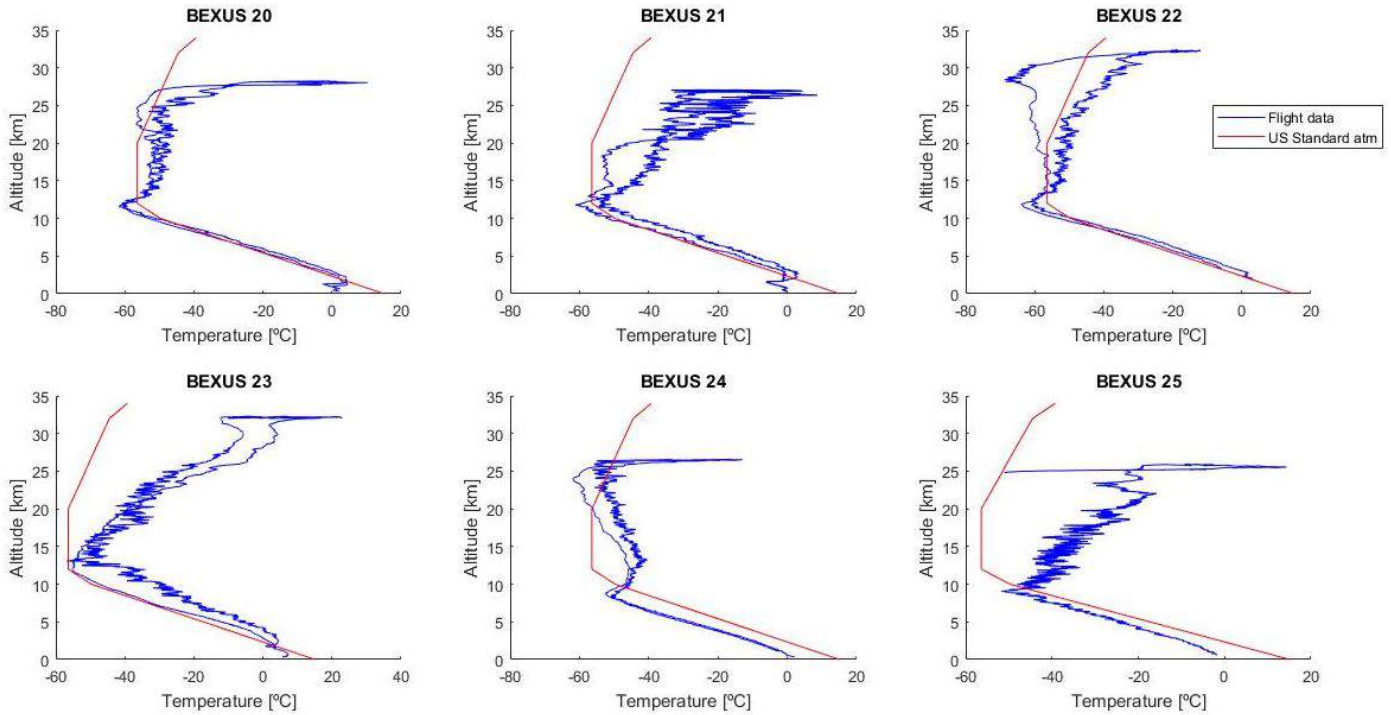 BEXUS 20
35
30
25
20
15
10
5
0
Altitude [km]
-80 -60 -40 -20 0 20
Temperature [ºC]
BEXUS 21
35
30
25
20
15
10
5
0
Altitude [km]
-80 -60 -40 -20 0 20
Temperature [ºC]
BEXUS 22
35
30
25
20
15
10
5
0
Altitude [km]
-80 -60 -40 -20 0 20
Temperature [ºC]
Flight data
US Standard atm
BEXUS 23
35
30
25
20
15
10
5
0
Altitude [km]
-60 -40 -20 0 20 40
Temperature [ºC]
BEXUS 24
35
30
25
20
15
10
5
0
Altitude [km]
-80 -60 -40 -20 0 20
Temperature [ºC]
BEXUS 25
35
30
25
20
15
10
5
0
Altitude [km]
-60 -40 -20 0 20
Temperature [ºC]